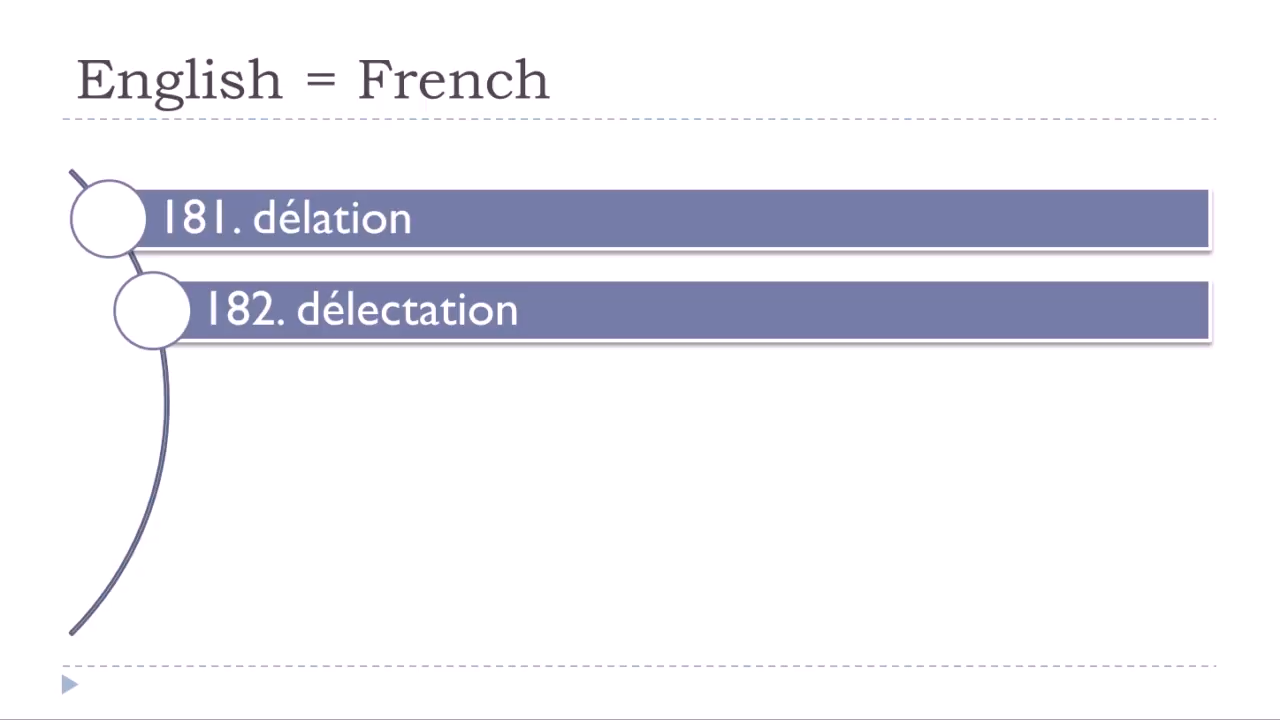 English = French
181. délation
182. délectation